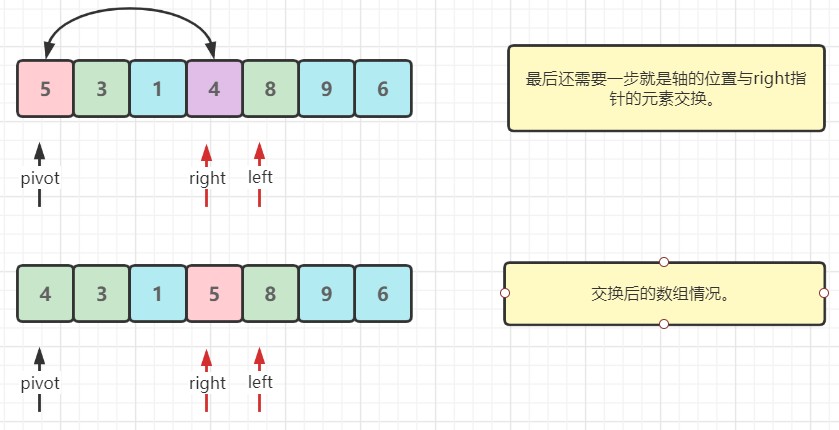 5 3 1 4 8 9 6
最后还需要一步就是轴的位置与right指
针的元素交换。
pivot right left
4 3 1 5 8 9 6
交换后的数组情况。
pivot right left